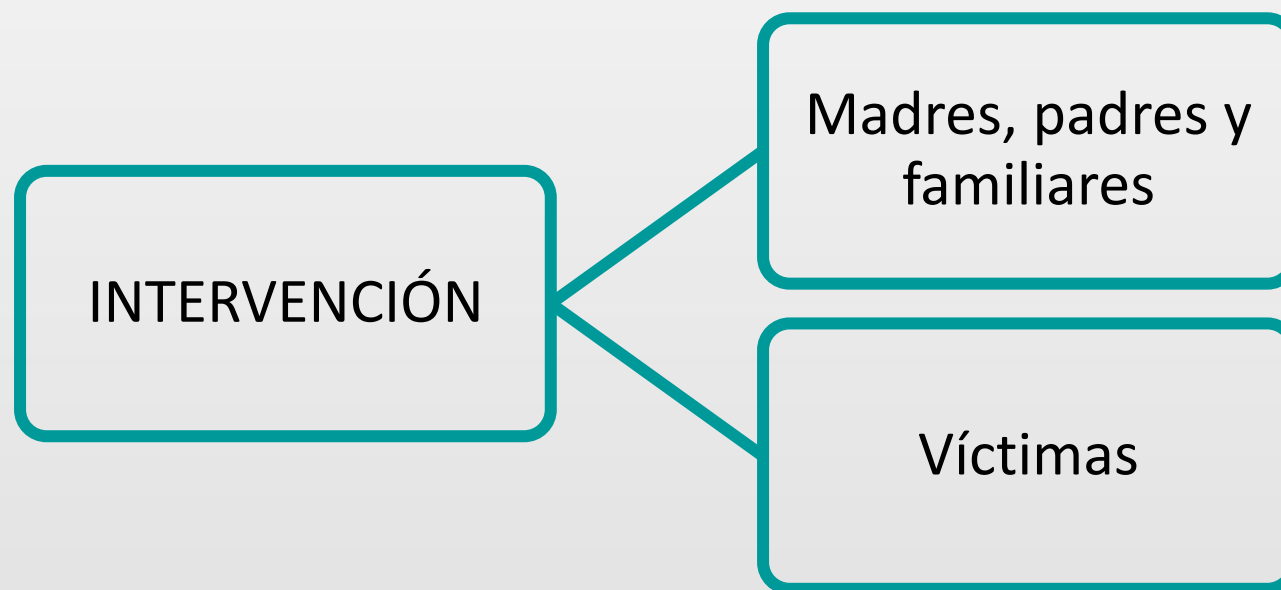 Madres, padres y
familiares
INTERVENCIÓN
Víctimas